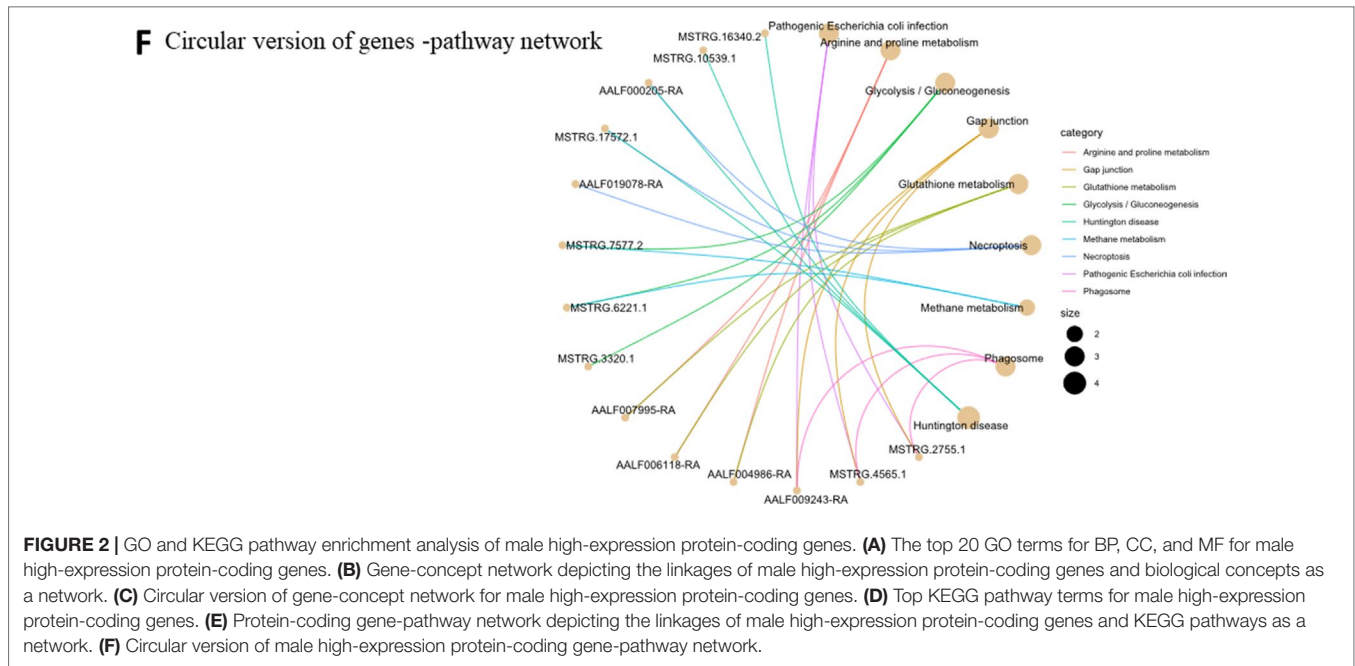 F Circular version of genes -pathway network
Pathogenic Escherichia coli infection
MSTRG.16340.2
Arginine and proline metabolism
MSTRG.10539.1
AALF000205-RA
Glycolysis / Gluconeogenesis
MSTRG.17572.1
Gap junction
AALF019078-RA
Glutathione metabolism
MSTRG.7577.2
Necroptosis
MSTRG.6221.1
Methane metabolism
MSTRG.3320.1
Phagosome
AALF007995-RA
Huntington disease
AALF006118-RA
MSTRG.2755.1
AALF004986-RA
MSTRG.4565.1
AALF009243-RA
category
Arginine and proline metabolism
Gap junction
Glutathione metabolism
Glycolysis / Gluconeogenesis
Huntington disease
Methane metabolism
Necroptosis
Pathogenic Escherichia coli infection
Phagosome
size
2
3
4
FIGURE 2 | GO and KEGG pathway enrichment analysis of male high-expression protein-coding genes. (A) The top 20 GO terms for BP, CC, and MF for male
high-expression protein-coding genes. (B) Gene-concept network depicting the linkages of male high-expression protein-coding genes and biological concepts as
a network. (C) Circular version of gene-concept network for male high-expression protein-coding genes. (D) Top KEGG pathway terms for male high-expression
protein-coding genes. (E) Protein-coding gene-pathway network depicting the linkages of male high-expression protein-coding genes and KEGG pathways as a
network. (F) Circular version of male high-expression protein-coding gene-pathway network.